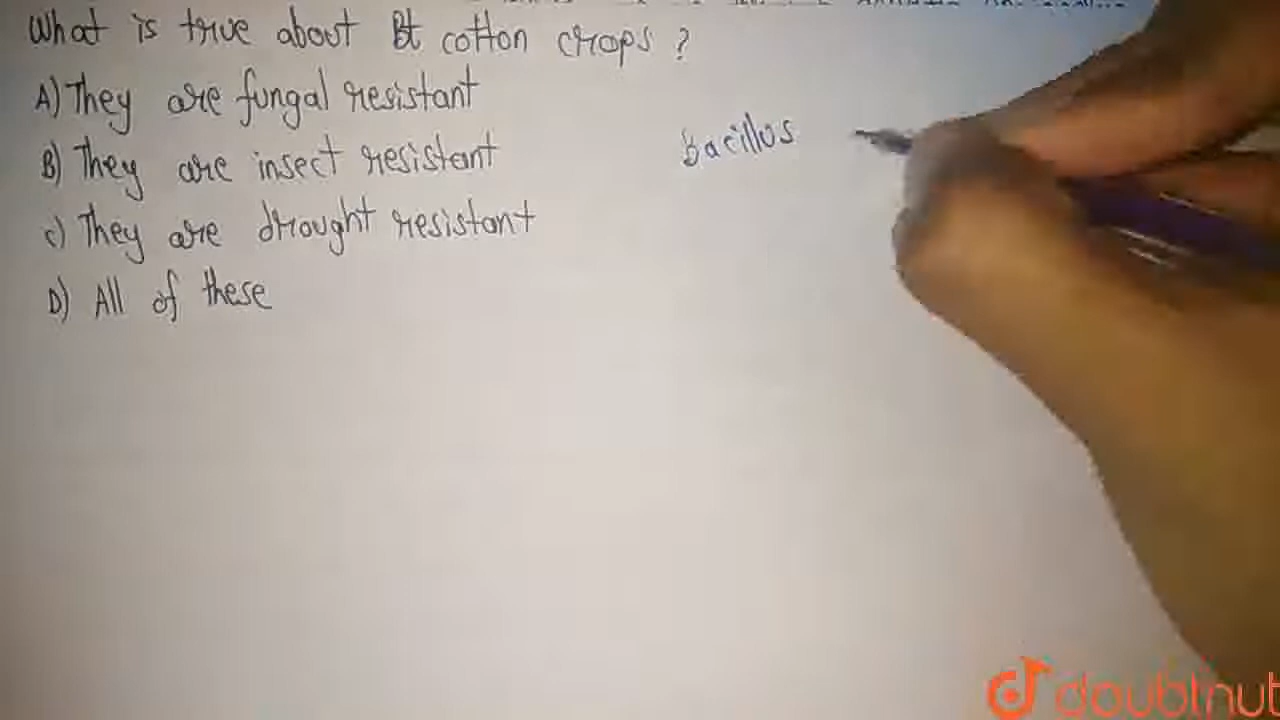 What is true about Bt cotton crops ?
A) They are fungal resistant
B) They are insect resistant
bacillus
c) They are drought resistant
D) All of these
doubtnut